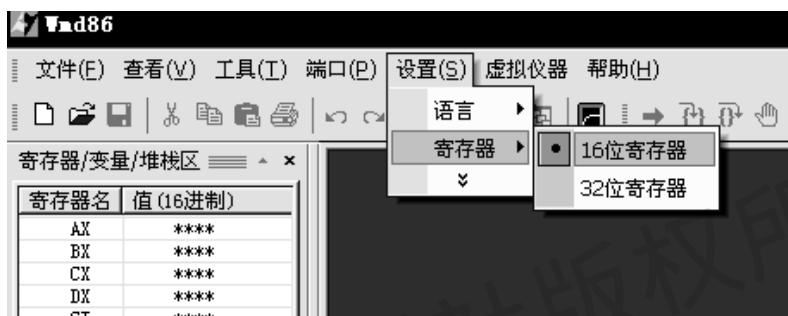 Wmd86
文件(F) 查看(V) 工具(T) 端口(P) 设置(S) 虚拟仪器 帮助(H)
语言
寄存器/变量/堆栈区
寄存器
16位寄存器
32位寄存器
寄存器名 值(16进制)
AX ****
BX ****
CX ****
DX ****